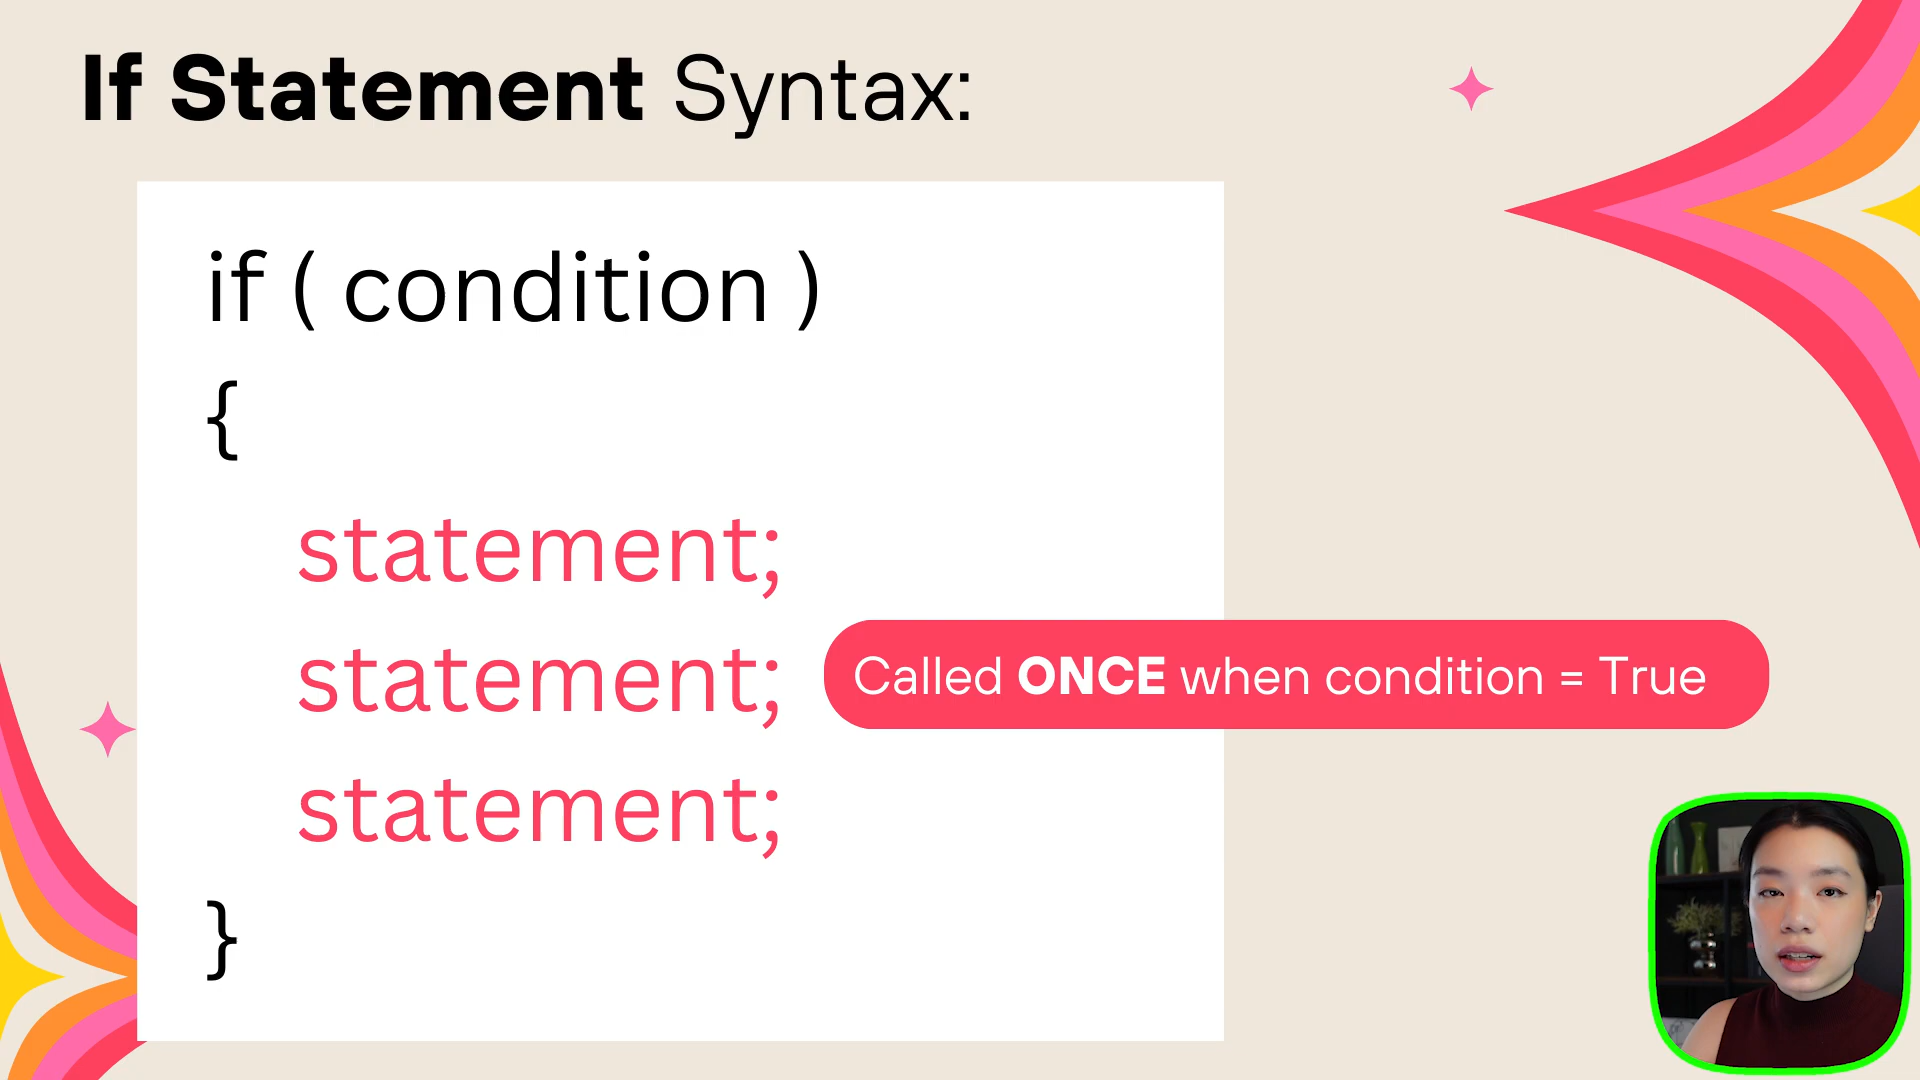 If Statement Syntax:
if ( condition )
{
statement;
statement;
Called ONCE when condition = True
statement;
}